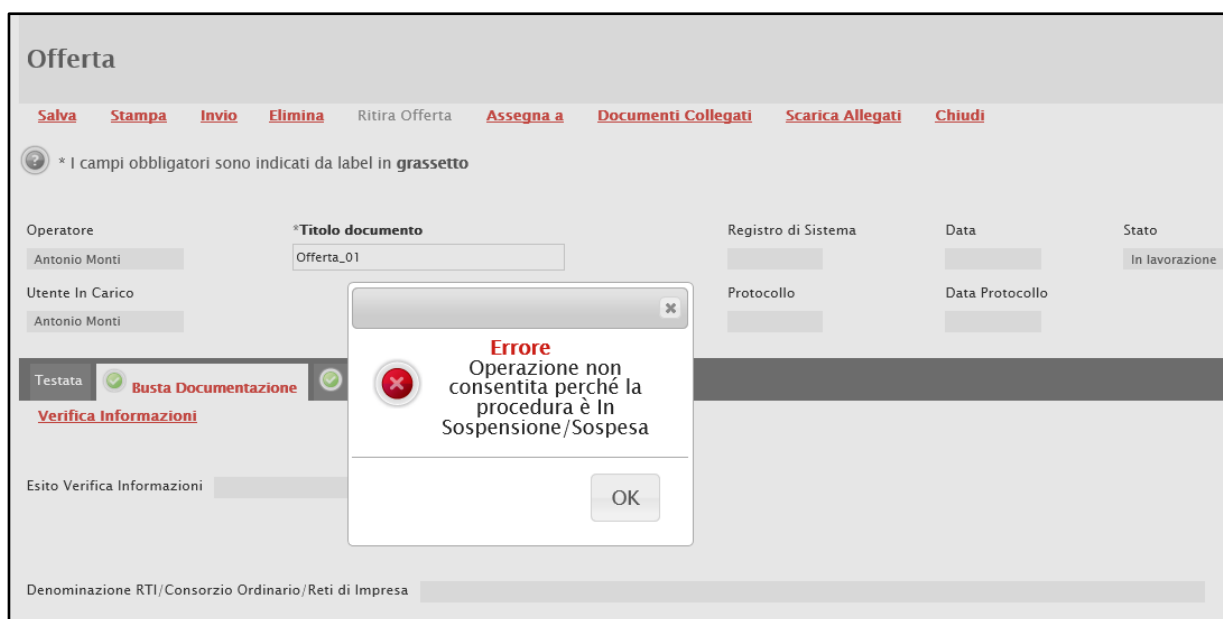 Offerta
Salva Stampa Invio Elimina Ritira Offerta Assegna a Documenti Collegati Scarica Allegati Chiudi
? * I campi obbligatori sono indicati da label in grassetto
Operatore *Titolo documento Registro di Sistema Data Stato
Antonio Monti Offerta_01 In lavorazione
Utente In Carico Protocollo Data Protocollo
Antonio Monti
Errore
Operazione non
consentita perché la
procedura è In
Sospensione/Sospesa
OK
Testata Busta Documentazione
Verifica Informazioni
Esito Verifica Informazioni
Denominazione RTI/Consorzio Ordinario/Reti di Impresa